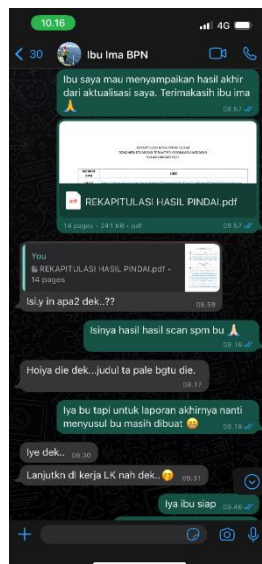 10.16
4G
30
Ibu Ima BPN
Ibu saya mau menyampaikan hasil akhir
dari aktualisasi saya. Terimakasih ibu ima
🙏
08.57
LINK
REKAPITULASI HASIL PINDAI.pdf
14 pages • 241 KB • pdf
08.57
You
REKAPITULASI HASIL PINDAI.pdf •
14 pages
Isi.y in apa2 dek..??
08.59
Isinya hasil hasil scan spm bu 🙏
09.16
Hoiya die dek...judul ta pale bgtu die.
09.17
Iya bu tapi untuk laporan akhirnya nanti
menyusul bu masih dibuat
09.18
Iye dek..
09.30
Lanjutkn di kerja LK nah dek..
09.31
Iya ibu siap
09.46